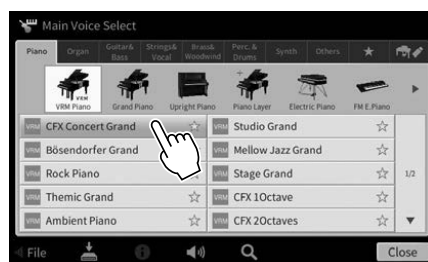 Main Voice Select
Piano Organ Guitar& Bass Strings& Vocal Brass& Woodwind Perc. & Drums Synth Others
VRM Piano Grand Piano Upright Piano Piano Layer Electric Piano FM E.Piano
VRM CFX Concert Grand VRM Studio Grand
VRM Bösendorfer Grand VRM Mellow Jazz Grand
VRM Rock Piano VRM Stage Grand 1/2
VRM Themic Grand VRM CFX 1Octave
VRM Ambient Piano VRM CFX 2Octaves
File Close